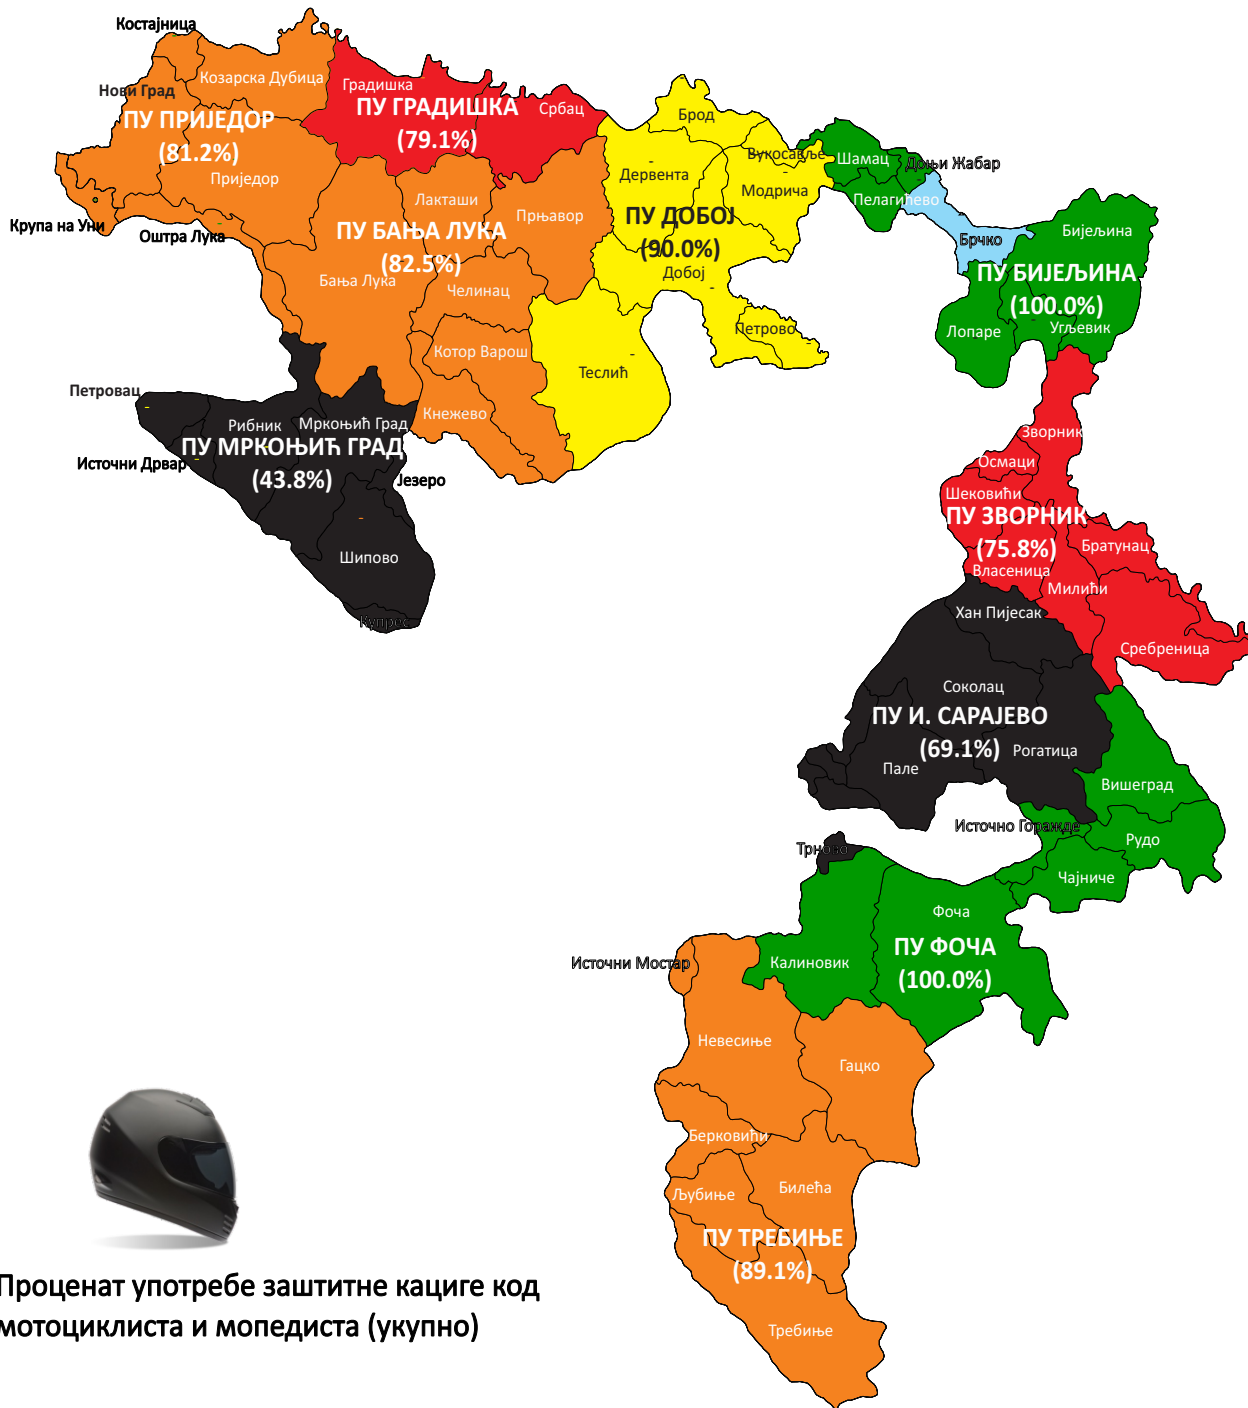 Костајница
Козарска Дубица
Нови Град
ПУ ПРИЈЕДОР
(81.2%)
Приједор
Крупа на Уни
Оштра Лука
Градишка
Србац
ПУ ГРАДИШКА
(79.1%)
Лакташи
Прњавор
ПУ БАЊА ЛУКА
(82.5%)
Бања Лука
Челинац
Котор Варош
Кнежево
Брод
Вукосавље
Дервента
Модрича
ПУ ДОБОЈ
(90.0%)
Добој
Петрово
Теслић
Шамац
Доњи Жабар
Пелагићево
Брчко
Бијељина
ПУ БИЈЕЉИНА
(100.0%)
Лопаре
Угљевик
Петровац
Рибник
Мркоњић Град
ПУ МРКОЊИЋ ГРАД
(43.8%)
Источни Дрвар
Језеро
Шипово
Купрес
Зворник
Осмаци
Шековићи
ПУ ЗВОРНИК
(75.8%)
Братунац
Власеница
Милићи
Сребреница
Хан Пијесак
Соколац
ПУ И. САРАЈЕВО
(69.1%)
Рогатица
Пале
Трново
Вишеград
Источно Горажде
Рудо
Чајниче
Фоча
ПУ ФОЧА
(100.0%)
Калиновик
Источни Мостар
Невесиње
Гацко
Берковићи
Љубиње
Билећа
ПУ ТРЕБИЊЕ
(89.1%)
Требиње
Проценат употребе заштитне кациге код
мотоциклиста и мопедиста (укупно)